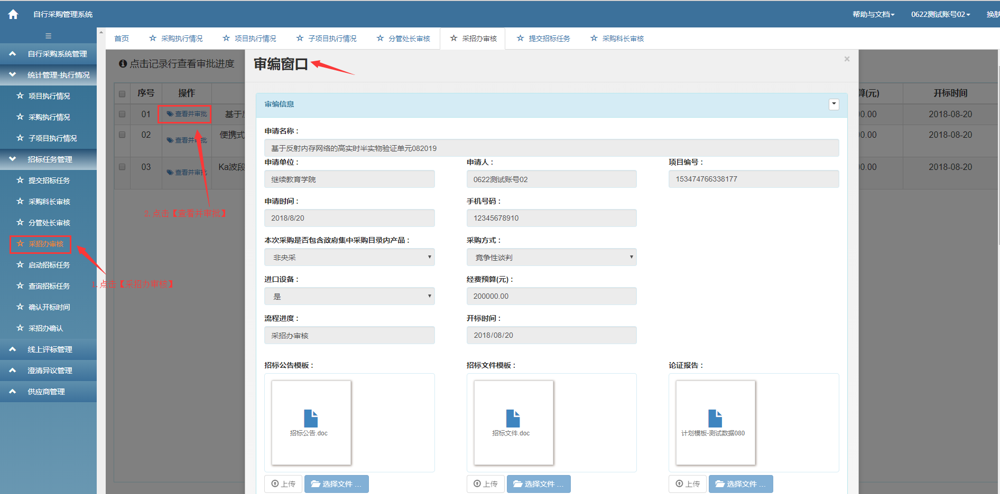 自行采购管理系统
帮助与文档
0622测试账号02
换肤
自行采购系统管理
统计管理-执行情况
项目执行情况
采购执行情况
子项目执行情况
招标任务管理
提交招标任务
采购科长审核
分管处长审核
采招办审核
启动招标任务
查询招标任务
确认开标时间
采招办确认
线上评标管理
澄清异议管理
供应商管理
首页 采购执行情况 项目执行情况 子项目执行情况 分管处长审核 采招办审核 提交招标任务 采购科长审核
点击记录行查看审批进度
序号 操作 算(元) 开标时间
01 查看并审批 基于 00.00 2018-08-20
02 查看并审批 便携式 00.00 2018-08-20
03 查看并审批 Ka波段 00.00 2018-08-20
2.点击【查看并审批】
1.点击【采招办审核】
审编窗口
×
审编信息
申请名称：
基于反射内存网络的高实时半实物验证单元082019
申请单位： 申请人： 项目编号：
继续教育学院 0622测试账号02 153474766338177
申请时间： 手机号码：
2018/8/20 12345678910
本次采购是否包含政府集中采购目录内产品： 采购方式：
非央采 竞争性谈判
进口设备： 经费预算(元)：
是 200000.00
流程进度： 开标时间：
采招办审核 2018/08/20
招标公告模板： 招标文件模板： 论证报告：
招标公告.doc 招标文件.doc 计划模板-测试数据080
上传 选择文件 ... 上传 选择文件 ... 上传 选择文件 ...